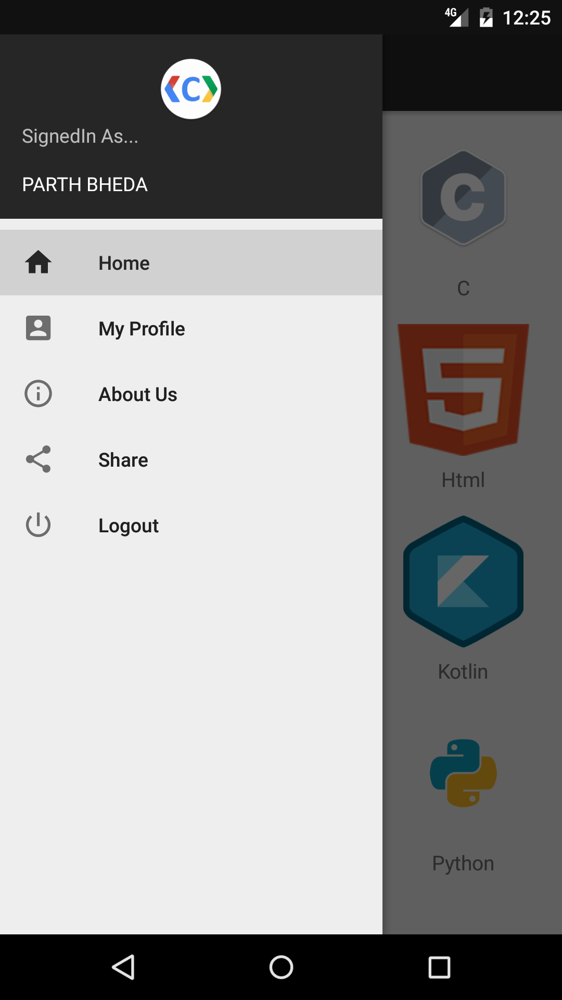 4G 12:25
C
SignedIn As...
PARTH BHEDA
Home
My Profile
About Us
Share
Logout
C
C
Html
Kotlin
Python